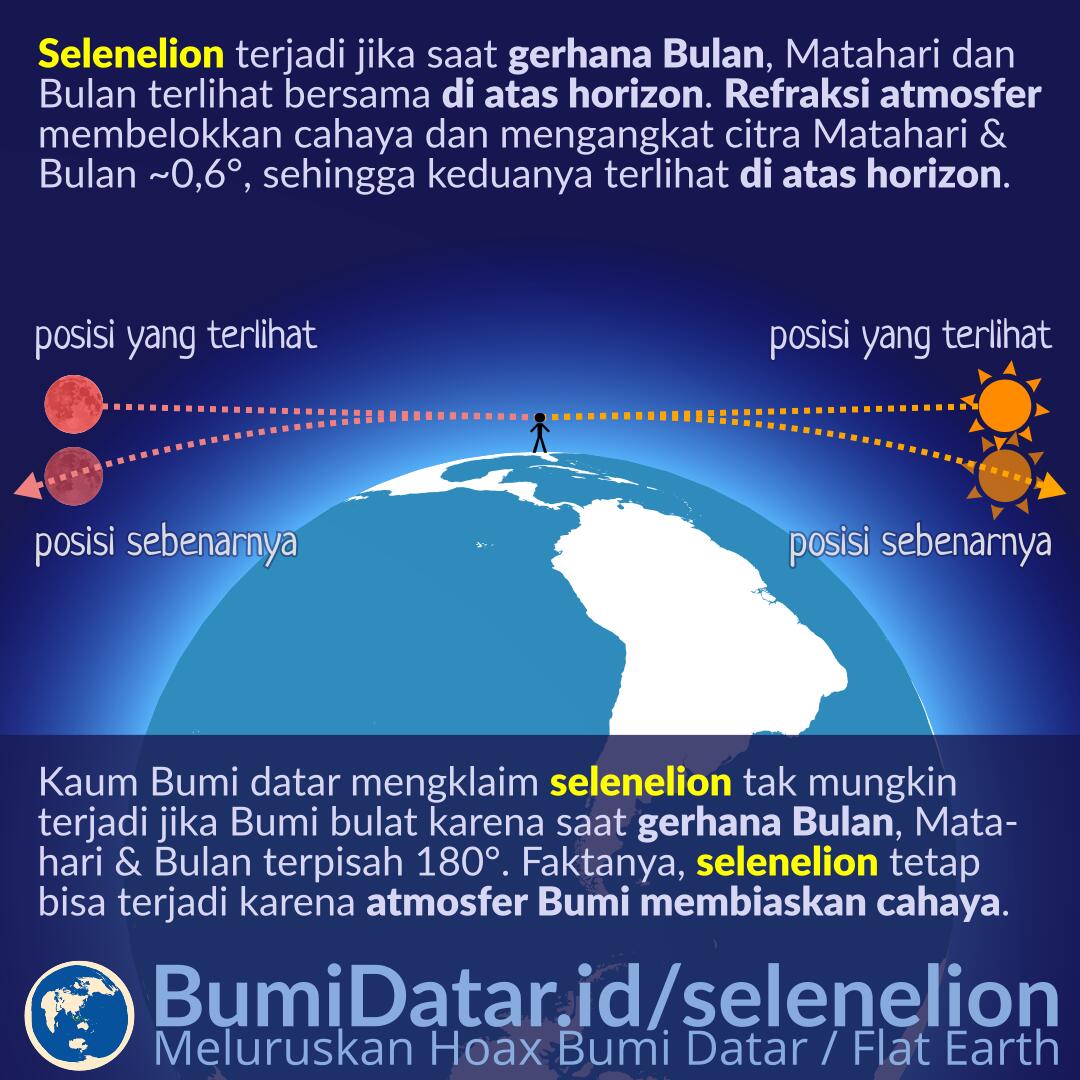 Selenelion terjadi jika saat gerhana Bulan, Matahari dan
Bulan terlihat bersama di atas horizon. Refraksi atmosfer
membelokkan cahaya dan mengangkat citra Matahari &
Bulan ~0,6°, sehingga keduanya terlihat di atas horizon.
posisi yang terlihat
posisi yang terlihat
posisi sebenarnya
posisi sebenarnya
Kaum Bumi datar mengklaim selenelion tak mungkin
terjadi jika Bumi bulat karena saat gerhana Bulan, Mata-
hari & Bulan terpisah 180°. Faktanya, selenelion tetap
bisa terjadi karena atmosfer Bumi membiaskan cahaya.
BumiDatar.id/selenelion
Meluruskan Hoax Bumi Datar / Flat Earth